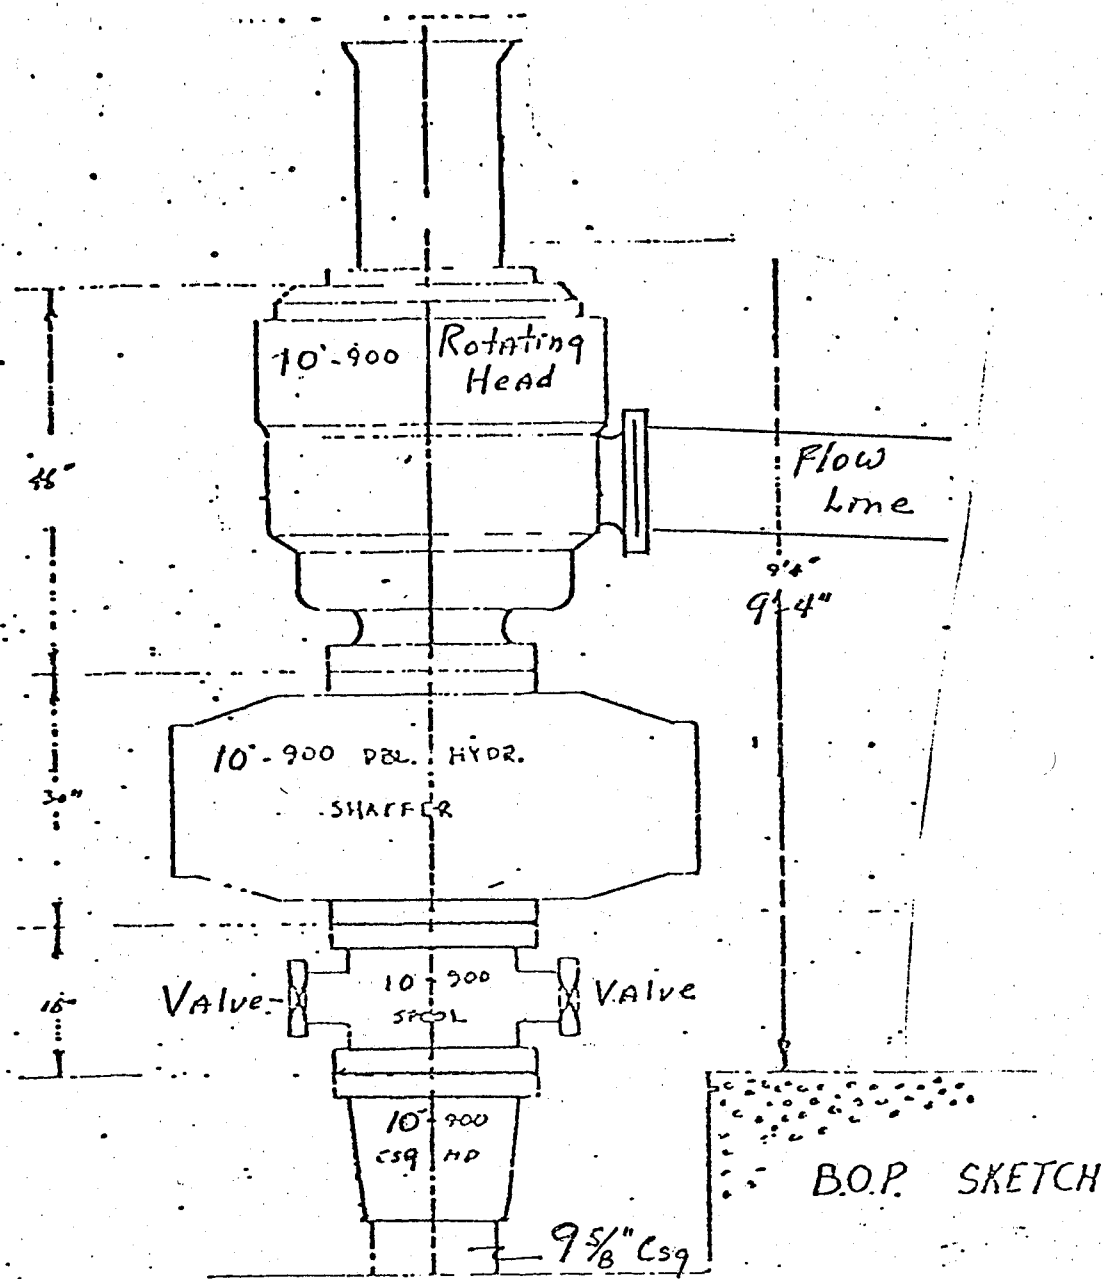 10"-900
Rotating
Head
Flow
Line
9'4"
9'-4"
10"-900 DBL. HYDR.
SHAFFER
30"
Valve
10-900
SPOOL
Valve
10"-900
csg HD
B.O.P. SKETCH
9 5/8" Csg